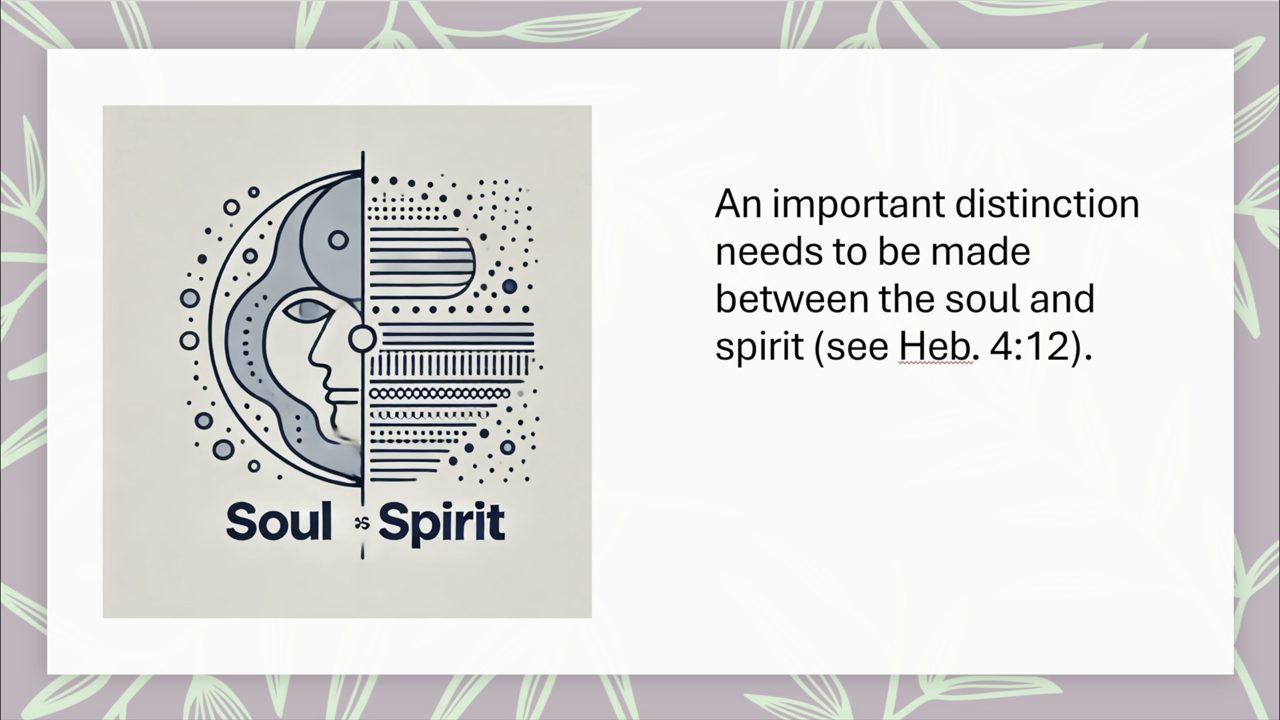 Soul Spirit
An important distinction
needs to be made
between the soul and
spirit (see Heb. 4:12).